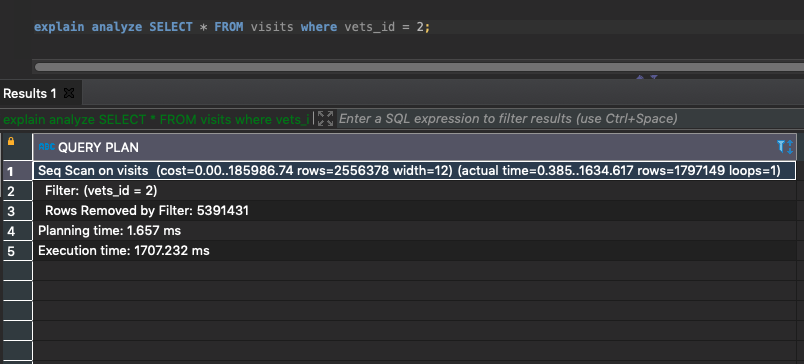 explain analyze SELECT * FROM visits where vets_id = 2;
Results 1
explain analyze SELECT * FROM visits where vets_i
Enter a SQL expression to filter results (use Ctrl+Space)
ABC QUERY PLAN
1 Seq Scan on visits (cost=0.00..185986.74 rows=2556378 width=12) (actual time=0.385..1634.617 rows=1797149 loops=1)
2 Filter: (vets_id = 2)
3 Rows Removed by Filter: 5391431
4 Planning time: 1.657 ms
5 Execution time: 1707.232 ms